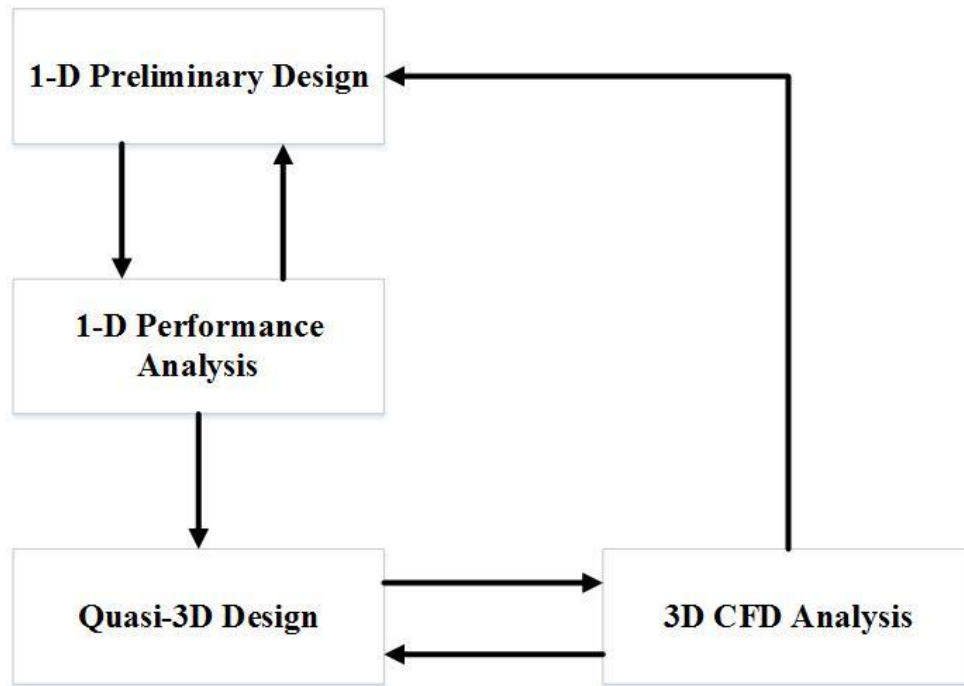 1-D Preliminary Design
1-D Performance
Analysis
Quasi-3D Design
3D CFD Analysis